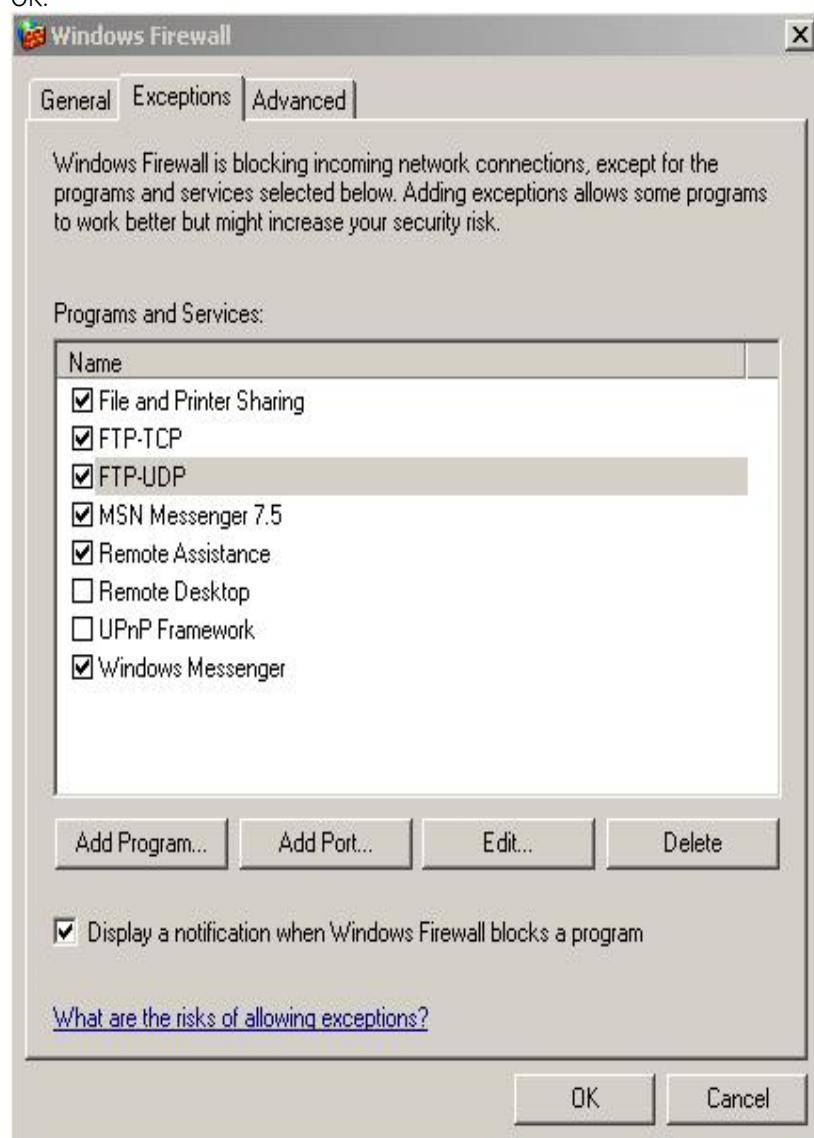 OK.
Windows Firewall
General Exceptions Advanced
Windows Firewall is blocking incoming network connections, except for the
programs and services selected below. Adding exceptions allows some programs
to work better but might increase your security risk.
Programs and Services:
Name
File and Printer Sharing
FTP-TCP
FTP-UDP
MSN Messenger 7.5
Remote Assistance
Remote Desktop
UPnP Framework
Windows Messenger
Add Program... Add Port... Edit... Delete
Display a notification when Windows Firewall blocks a program
What are the risks of allowing exceptions?
OK Cancel